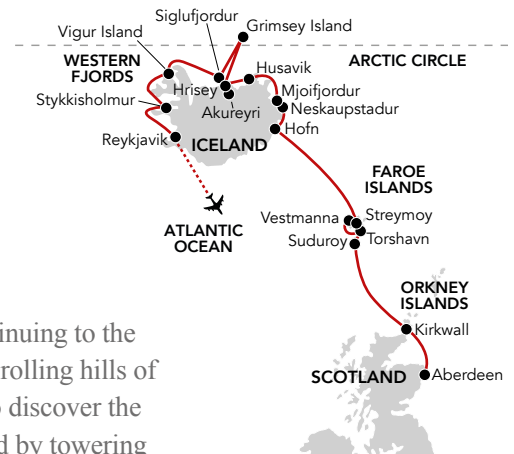 Siglufjordur
Grimsey Island
Vigur Island
WESTERN
FJORDS
Husavik
ARCTIC CIRCLE
Hrisey
Mjoifjordur
Stykkisholmur
Akureyri
Neskaupstadur
Reykjavik
ICELAND
Hofn
FAROE
ISLANDS
ATLANTIC
OCEAN
Vestmanna
Streymoy
Suduroy
Torshavn
ORKNEY
ISLANDS
Kirkwall
SCOTLAND
Aberdeen
nuing to the
rolling hills of
discover the
d by towering